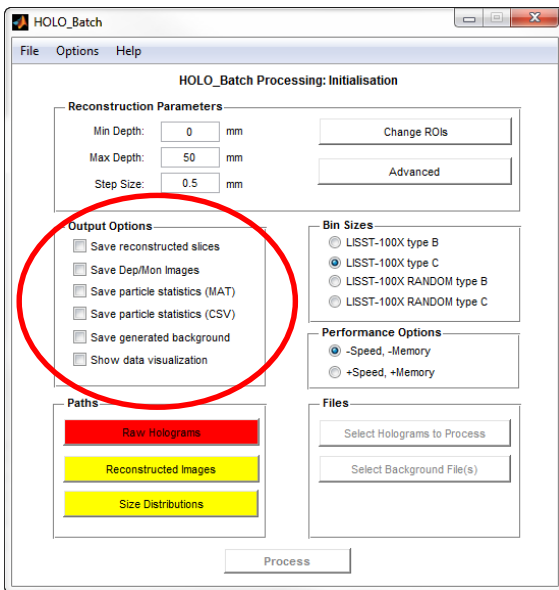 HOLO_Batch
File Options Help
HOLO_Batch Processing: Initialisation
Reconstruction Parameters
Min Depth: 0 mm
Max Depth: 50 mm
Step Size: 0.5 mm
Change ROIs
Advanced
Output Options
Save reconstructed slices
Save Dep/Mon Images
Save particle statistics (MAT)
Save particle statistics (CSV)
Save generated background
Show data visualization
Bin Sizes
LISST-100X type B
LISST-100X type C
LISST-100X RANDOM type B
LISST-100X RANDOM type C
Performance Options
-Speed, -Memory
+Speed, +Memory
Paths
Raw Holograms
Reconstructed Images
Size Distributions
Files
Select Holograms to Process
Select Background File(s)
Process